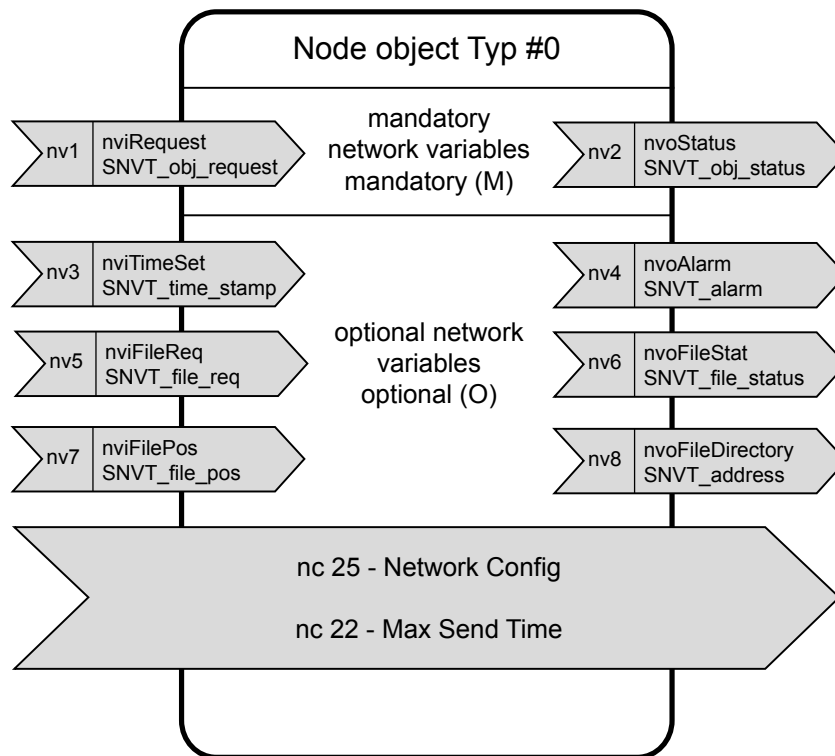 Node object Typ #0
mandatory
network variables
mandatory (M)
nv1
nviRequest
SNVT_obj_request
nv2
nvoStatus
SNVT_obj_status
nv3
nviTimeSet
SNVT_time_stamp
nv4
nvoAlarm
SNVT_alarm
optional network
variables
optional (O)
nv5
nviFileReq
SNVT_file_req
nv6
nvoFileStat
SNVT_file_status
nv7
nviFilePos
SNVT_file_pos
nv8
nvoFileDirectory
SNVT_address
nc 25 - Network Config
nc 22 - Max Send Time